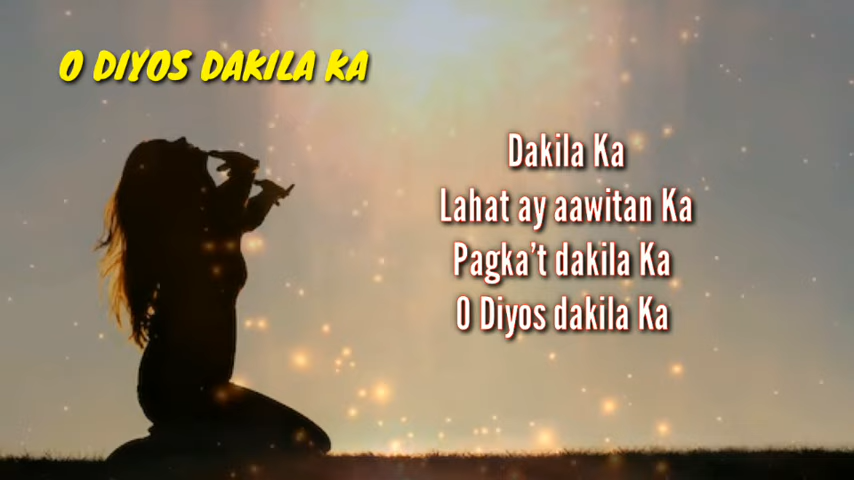 O DIYOS DAKILA KA
Dakila Ka
Lahat ay aawitan Ka
Pagka't dakila Ka
O Diyos dakila Ka